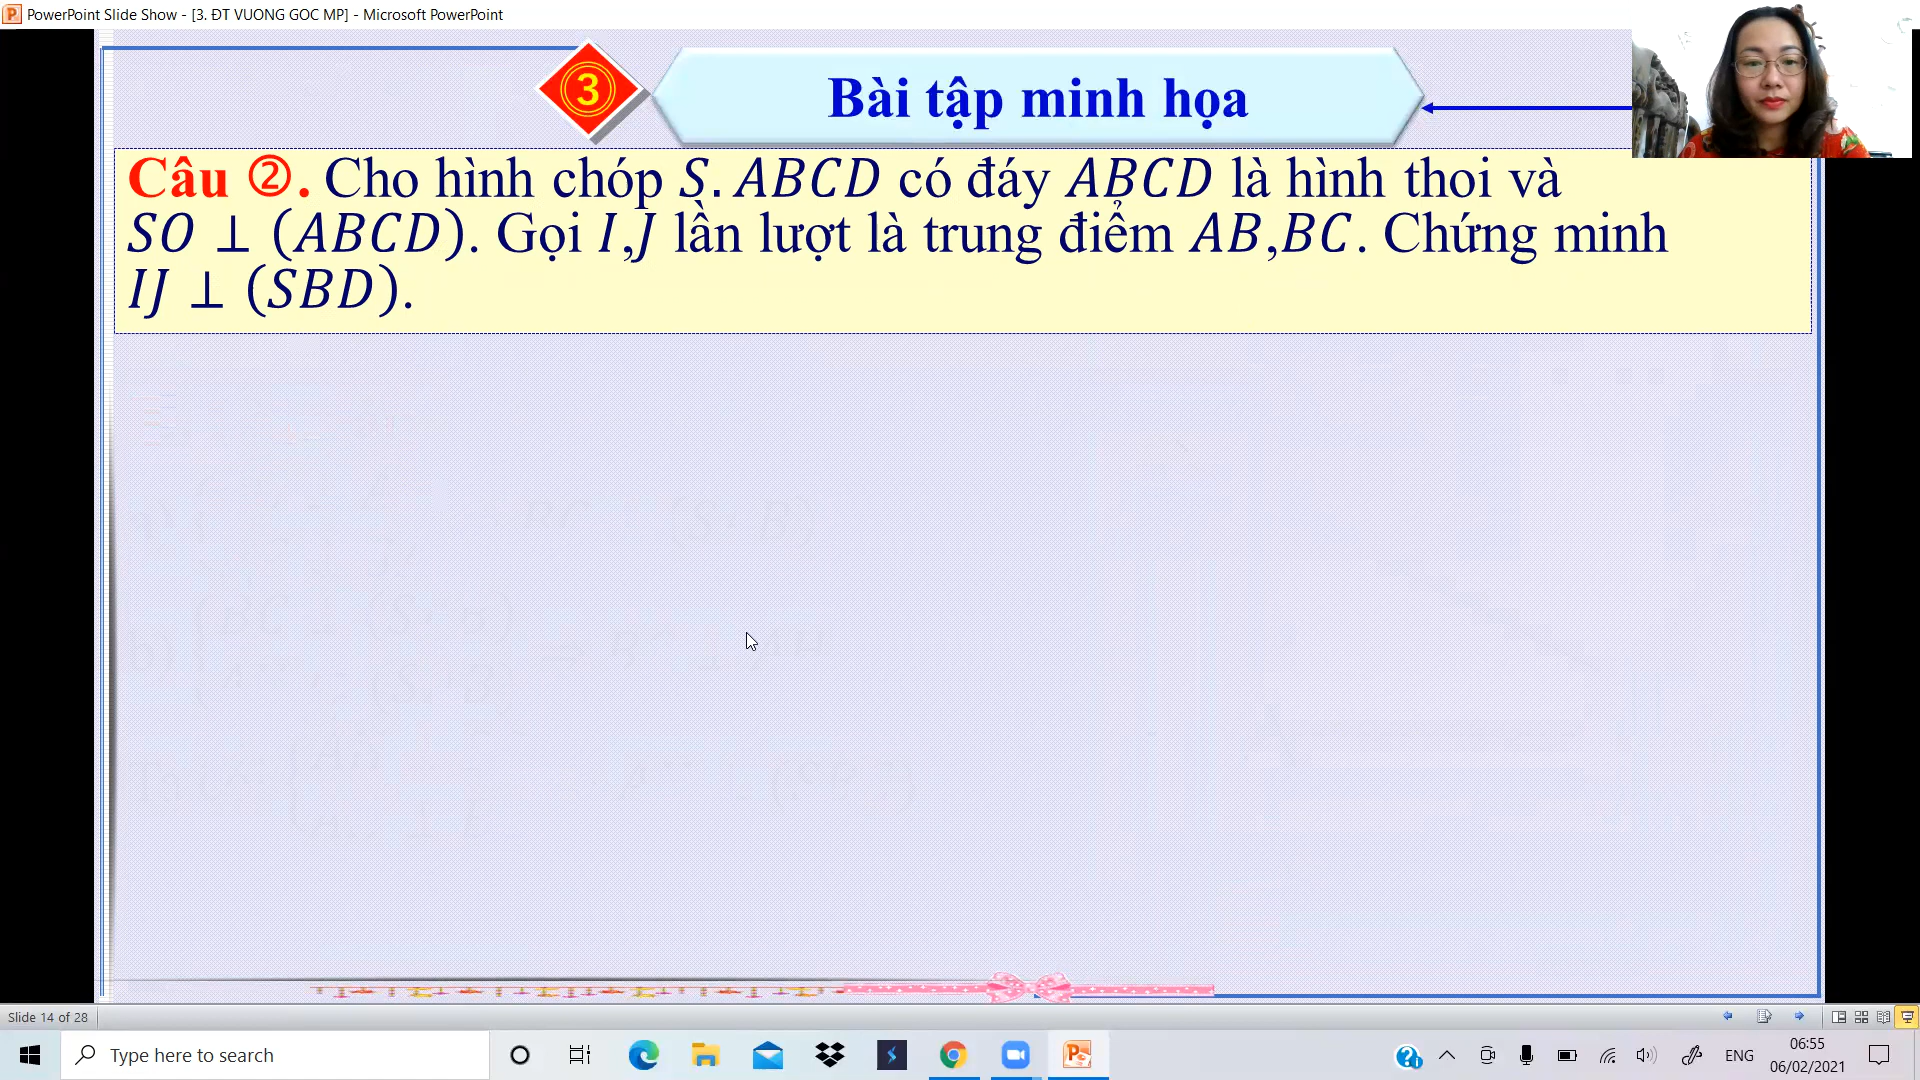 PowerPoint Slide Show - [3. ĐT VUONG GOC MP] - Microsoft PowerPoint
3
Bài tập minh họa
Câu ②. Cho hình chóp S.ABCD có đáy ABCD là hình thoi và
SO ⊥ (ABCD). Gọi I,J lần lượt là trung điểm AB,BC. Chứng minh
IJ ⊥ (SBD).
Slide 14 of 28
Type here to search
ENG
06:55
06/02/2021